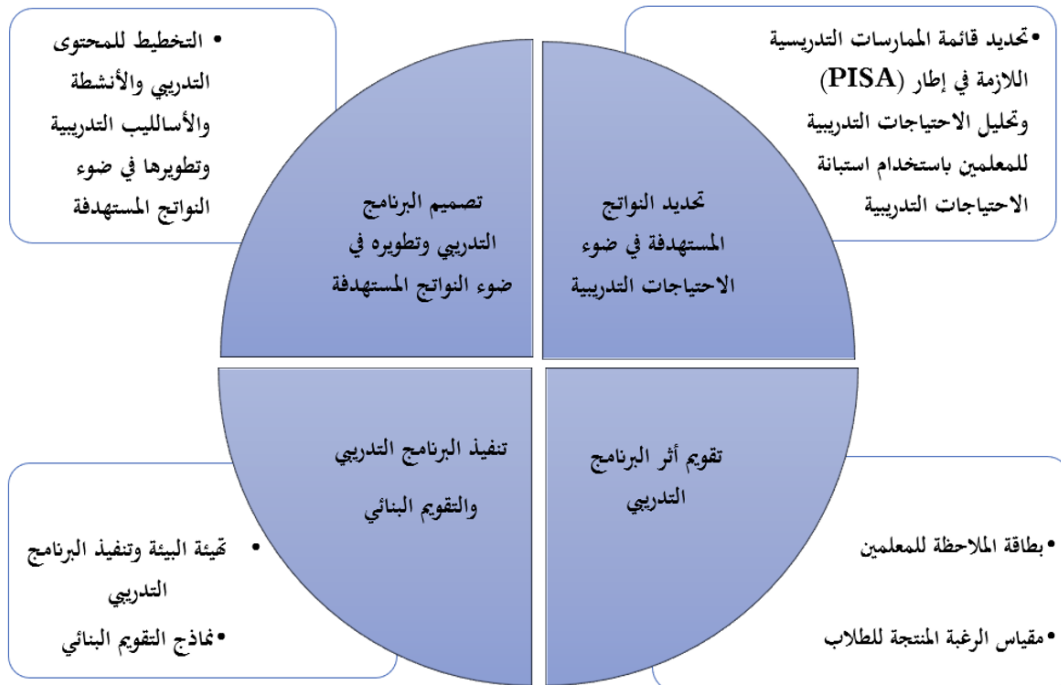 •تحديد قائمة الممارسات التدريسية
اللازمة في إطار (PISA)
وتحليل الاحتياجات التدريبية
للمعلمين باستخدام استبانة
الاحتياجات التدريبية
تحديد النواتج
المستهدفة في ضوء
الاحتياجات التدريبية
• التخطيط للمحتوى
التدريبي والأنشطة
والأسالليب التدريبية
وتطويرها في ضوء
النواتج المستهدفة
تصميم البرنامج
التدريبي وتطويره في
ضوء النواتج المستهدفة
تنفيذ البرنامج التدريبي
والتقويم البنائي
• تهيئة البيئة وتنفيذ البرنامج
التدريبي
•نماذج التقويم البنائي
تقويم أثر البرنامج
التدريبي
•بطاقة الملاحظة للمعلمين
•مقياس الرغبة المنتجة للطلاب